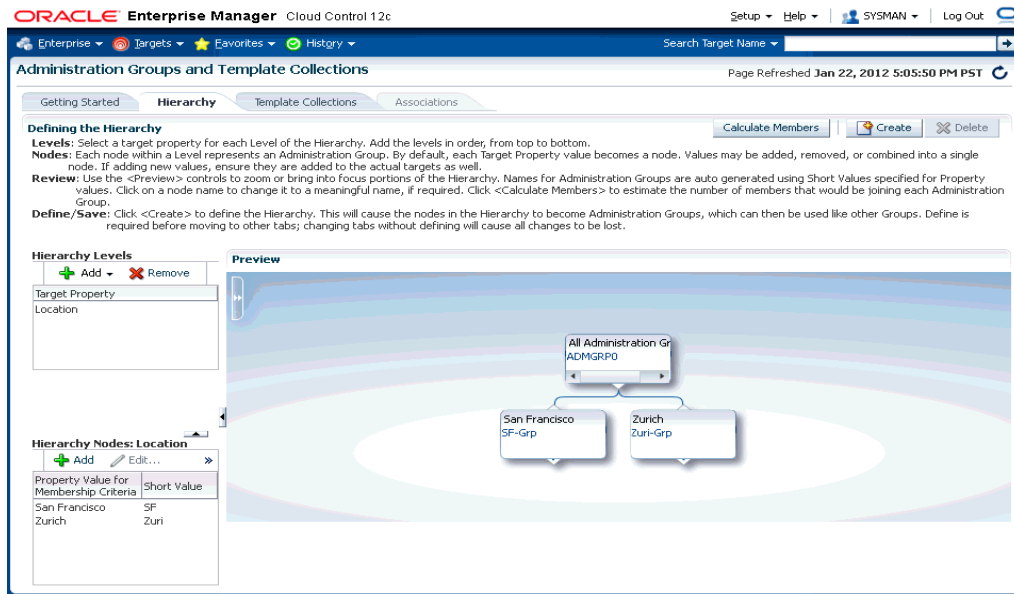 ORACLE Enterprise Manager Cloud Control 12c
Setup Help SYSMAN Log Out
Enterprise Targets Favorites History Search Target Name
Administration Groups and Template Collections
Page Refreshed Jan 22, 2012 5:05:50 PM PST
Getting Started Hierarchy Template Collections Associations
Defining the Hierarchy
Calculate Members Create Delete
Levels: Select a target property for each Level of the Hierarchy. Add the levels in order, from top to bottom.
Nodes: Each node within a Level represents an Administration Group. By default, each Target Property value becomes a node. Values may be added, removed, or combined into a single
node. If adding new values, ensure they are added to the actual targets as well.
Review: Use the <Preview> controls to zoom or bring into focus portions of the Hierarchy. Names for Administration Groups are auto generated using Short Values specified for Property
values. Click on a node name to change it to a meaningful name, if required. Click <Calculate Members> to estimate the number of members that would be joining each Administration
Group.
Define/Save: Click <Create> to define the Hierarchy. This will cause the nodes in the Hierarchy to become Administration Groups, which can then be used like other Groups. Define is
required before moving to other tabs; changing tabs without defining will cause all changes to be lost.
Hierarchy Levels
Add Remove
Target Property
Location
Preview
All Administration Gr
ADMGRP0
San Francisco
SF-Grp
Zurich
Zuri-Grp
Hierarchy Nodes: Location
Add Edit... »
Property Value for
Membership Criteria Short Value
San Francisco SF
Zurich Zuri